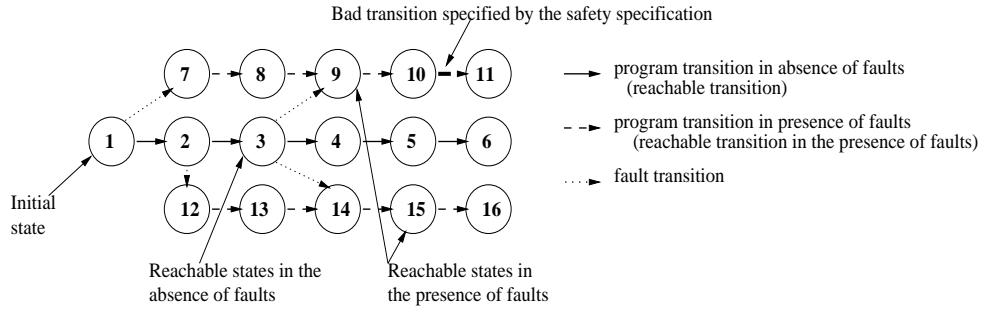 Bad transition specified by the safety specification
7 8 9 10 11
program transition in absence of faults
(reachable transition)
1 2 3 4 5 6
program transition in presence of faults
(reachable transition in the presence of faults)
fault transition
Initial
state
12 13 14 15 16
Reachable states in the
absence of faults
Reachable states in
the presence of faults